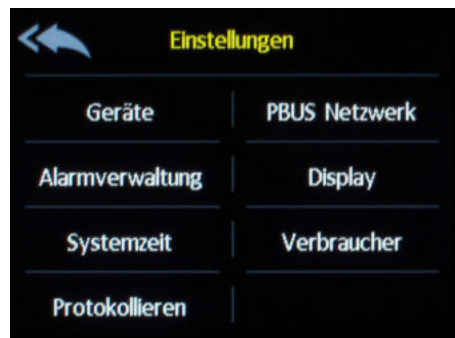 Einstellungen
Geräte
PBUS Netzwerk
Alarmverwaltung
Display
Systemzeit
Verbraucher
Protokollieren